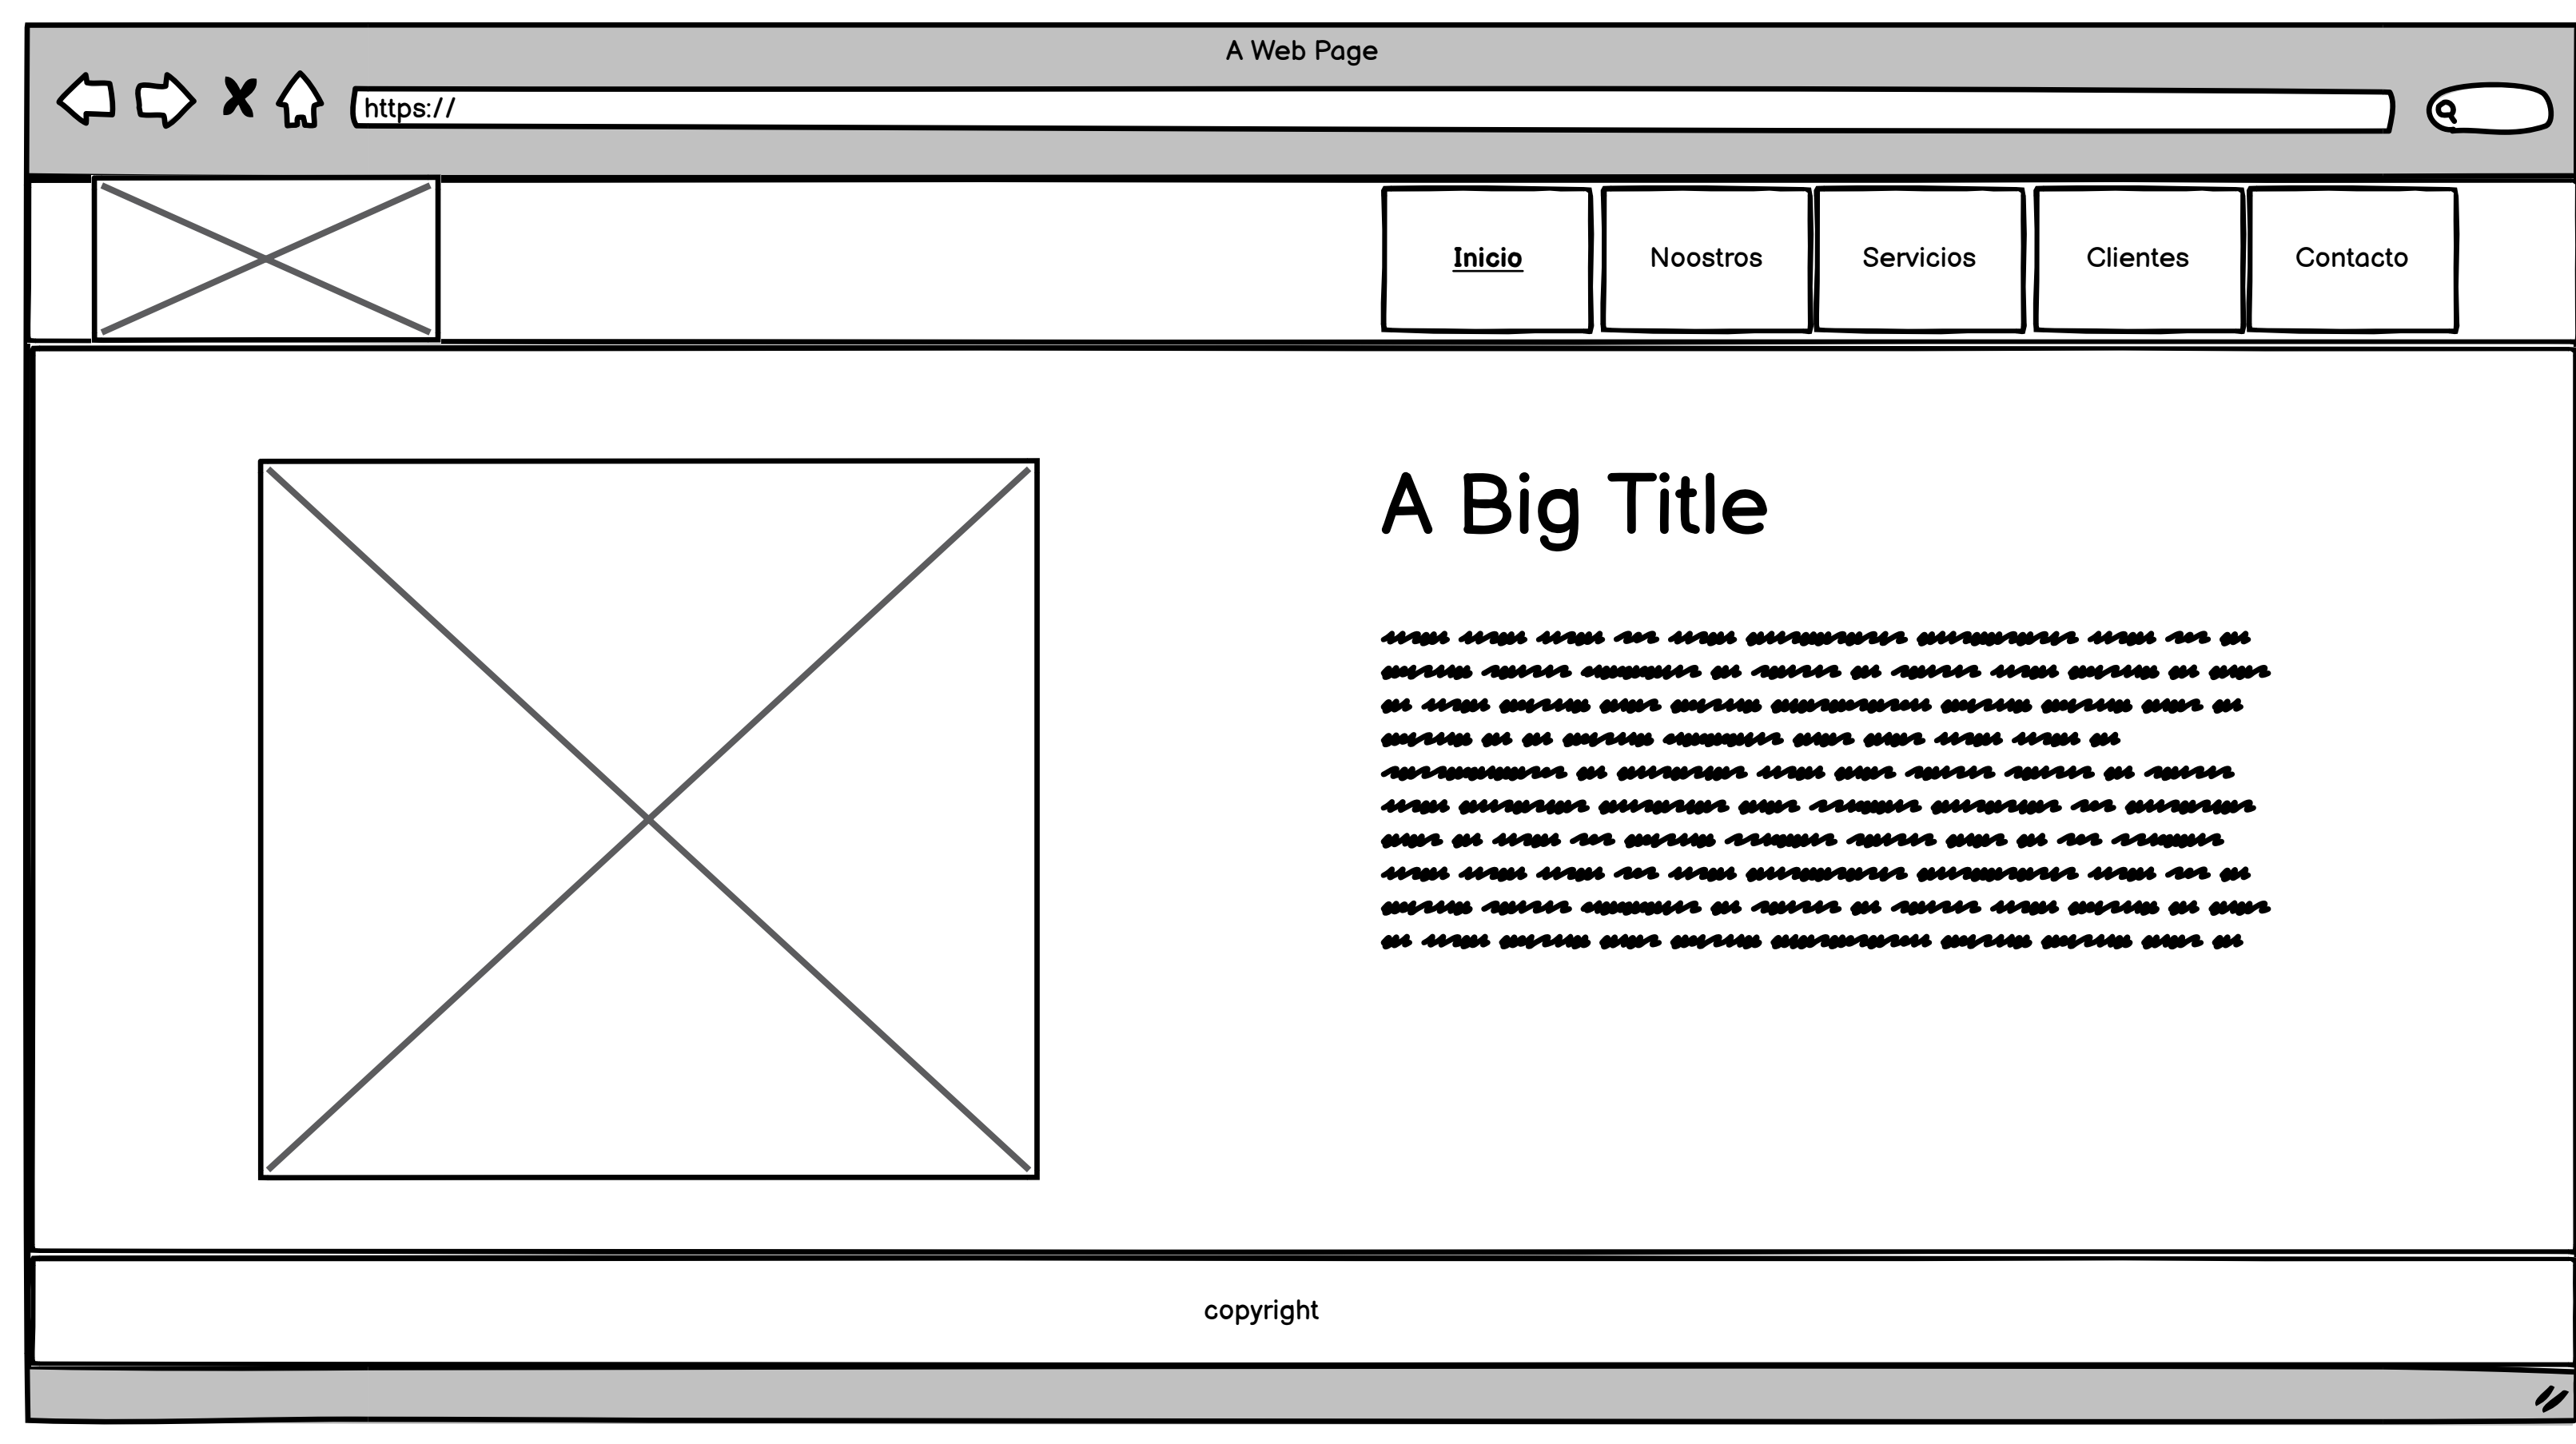 A Web Page
https://
Inicio
Noostros
Servicios
Clientes
Contacto
A Big Title
copyright